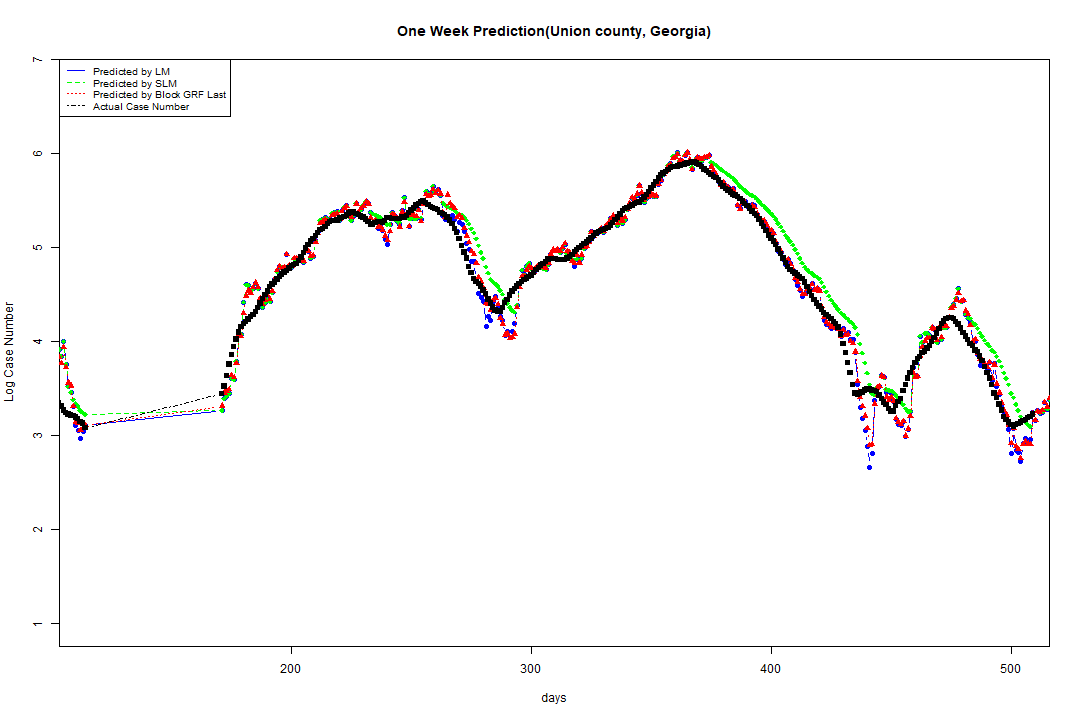 One Week Prediction(Union county, Georgia)
7
Predicted by LM
Predicted by SLM
Predicted by Block GRF Last
Actual Case Number
6
5
4
3
2
1
Log Case Number
200
300
400
500
days